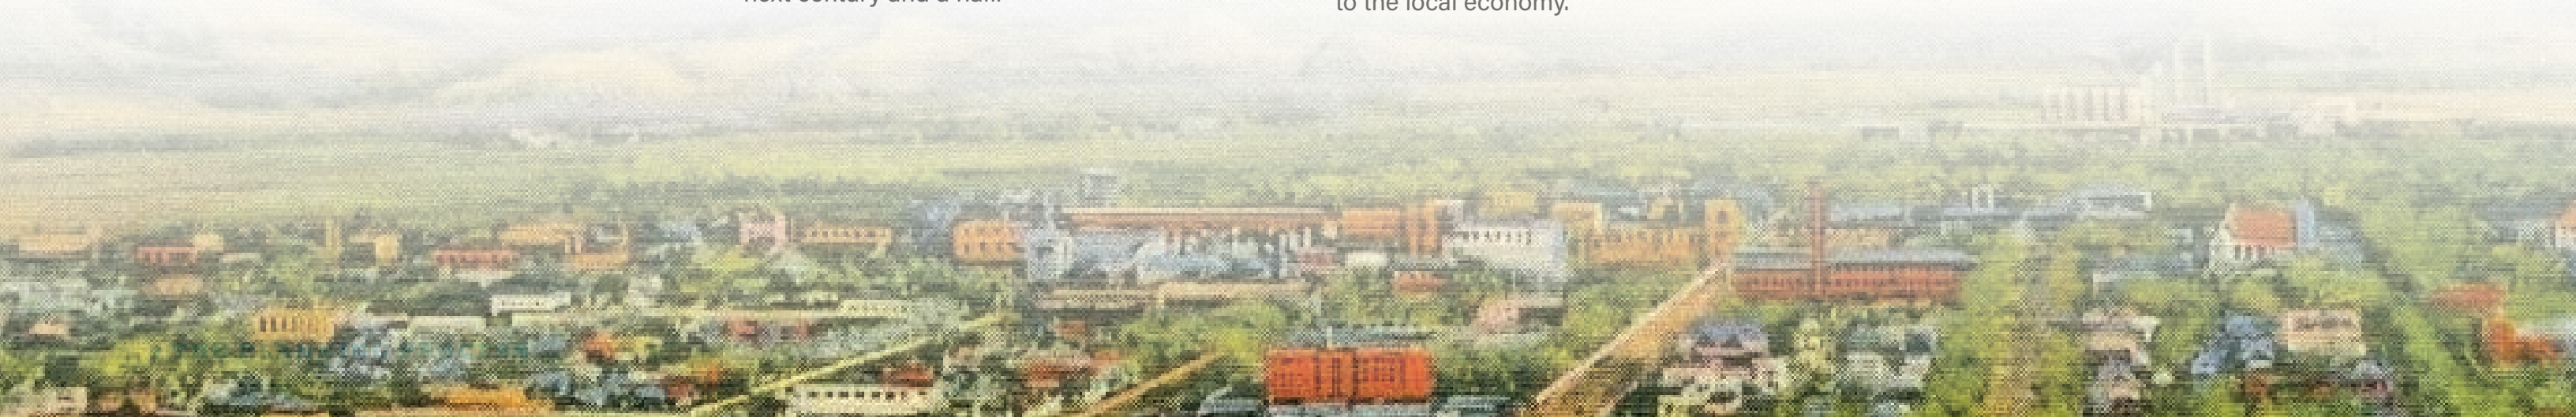 next century and a half.
to the local economy.